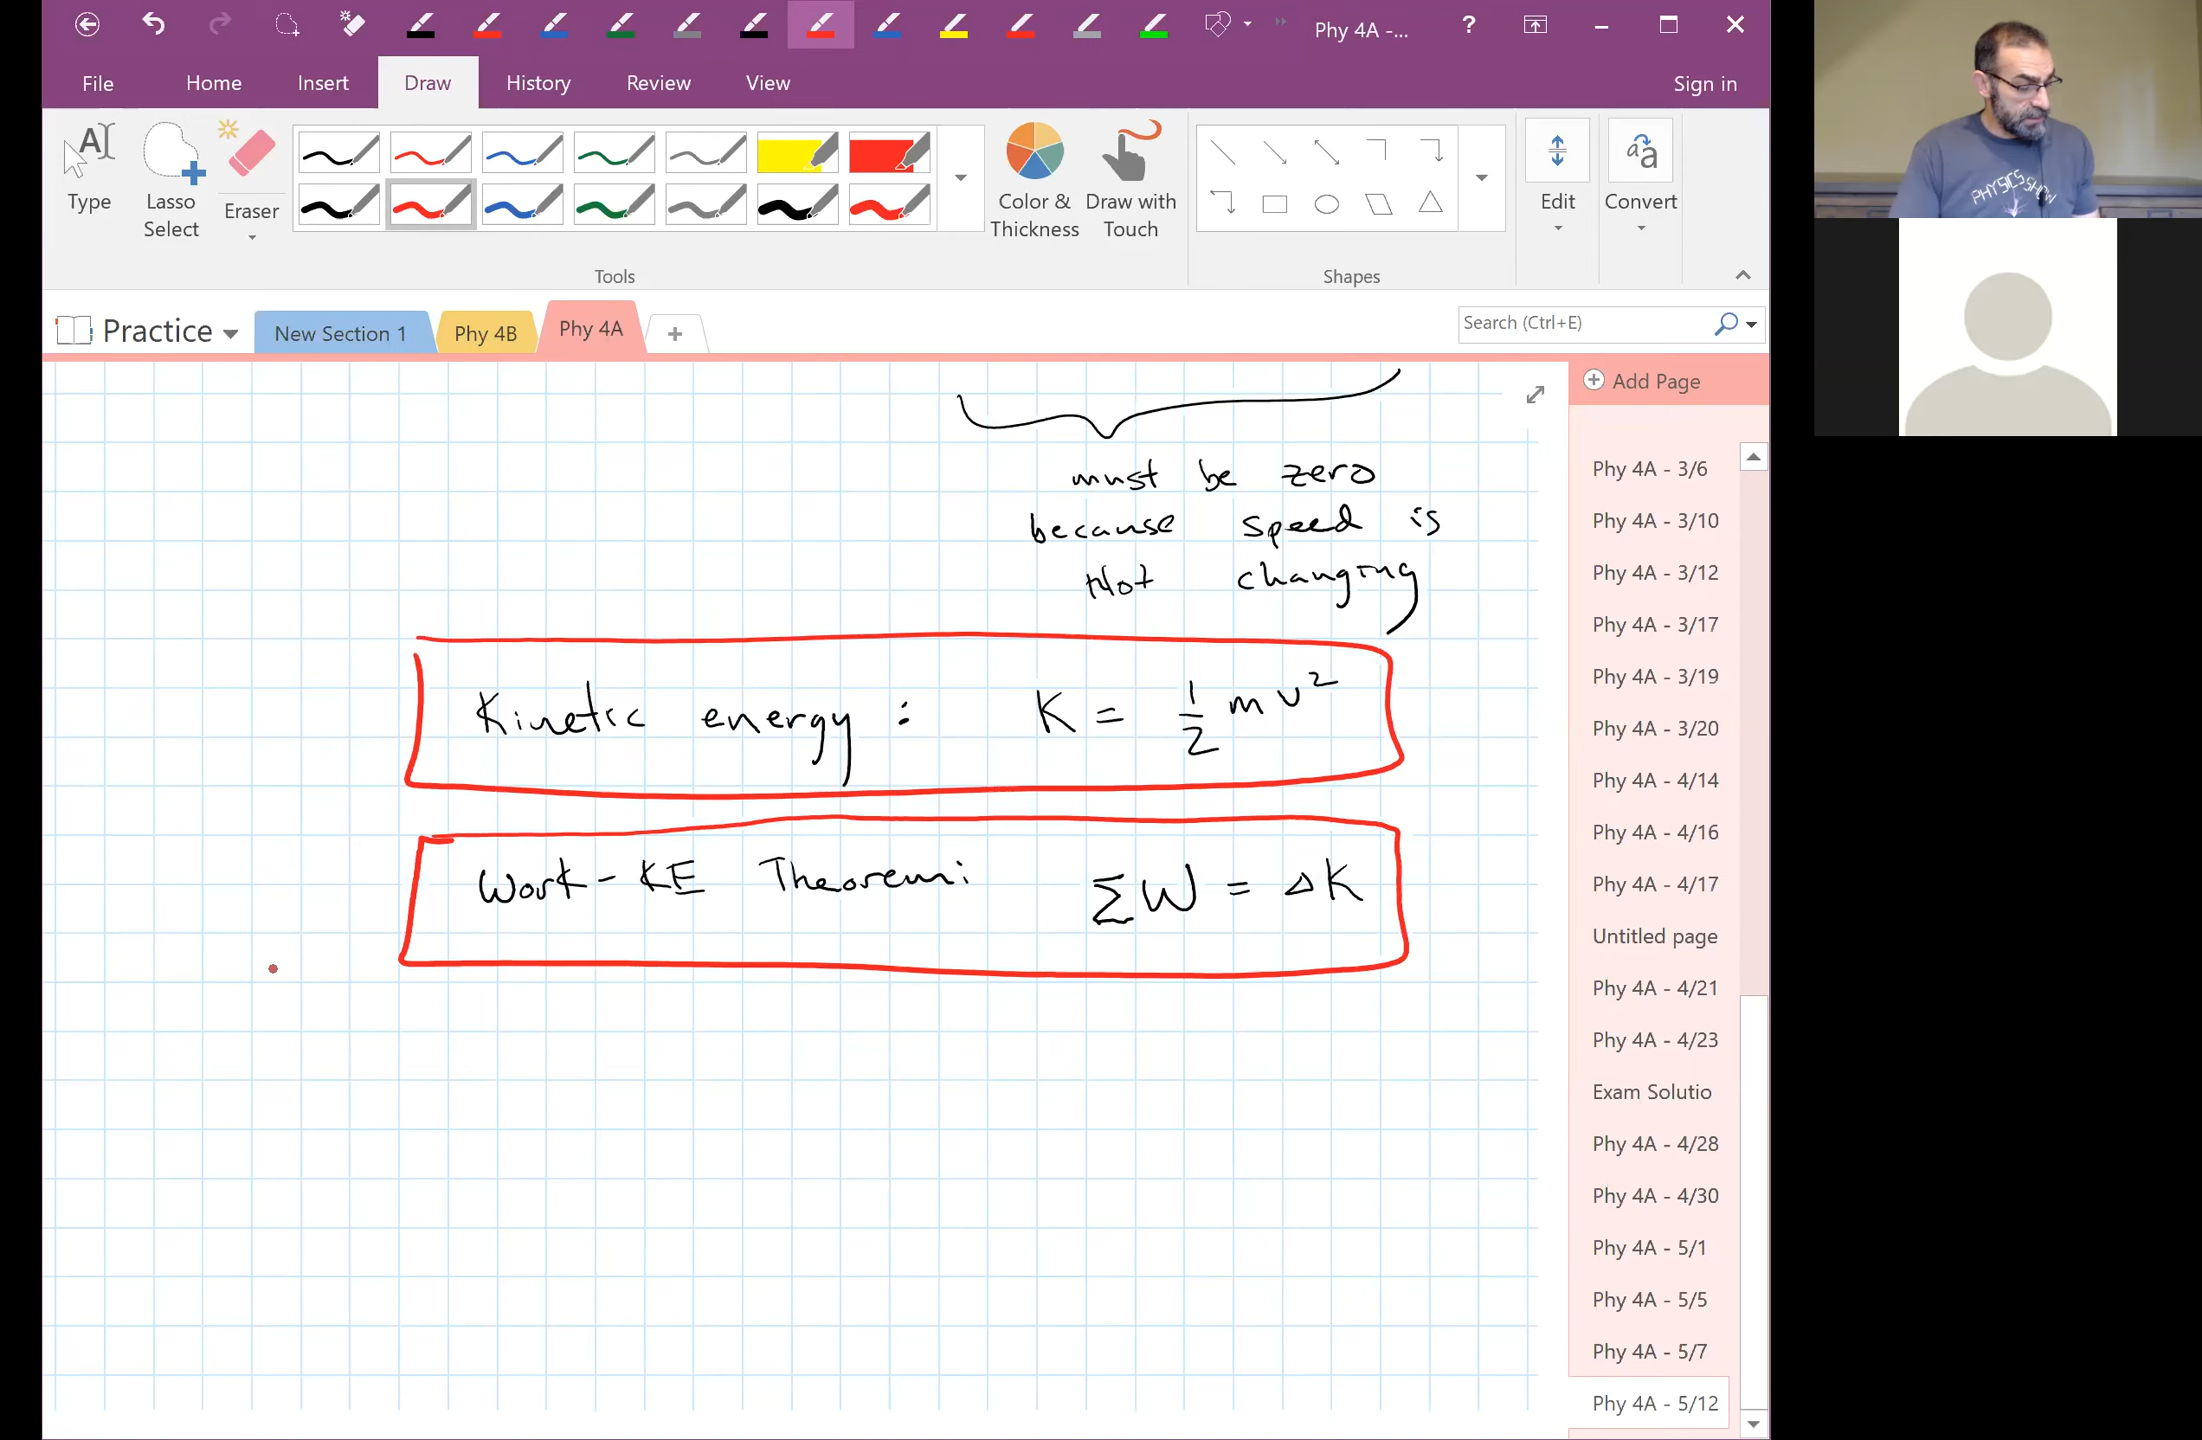 Phy 4A -...
?
File Home Insert Draw History Review View Sign in
Type
Lasso Select
Eraser
Color & Thickness
Draw with Touch
Edit
Convert
Tools
Shapes
Practice New Section 1 Phy 4B Phy 4A +
Search (Ctrl+E)
Add Page
must be zero
because speed is
Not changing
Kinetic energy : K = 1/2 mv²
Work - KE Theorem: ΣW = ΔK
Phy 4A - 3/6
Phy 4A - 3/10
Phy 4A - 3/12
Phy 4A - 3/17
Phy 4A - 3/19
Phy 4A - 3/20
Phy 4A - 4/14
Phy 4A - 4/16
Phy 4A - 4/17
Untitled page
Phy 4A - 4/21
Phy 4A - 4/23
Exam Solutio
Phy 4A - 4/28
Phy 4A - 4/30
Phy 4A - 5/1
Phy 4A - 5/5
Phy 4A - 5/7
Phy 4A - 5/12
PHYSICS SHOW